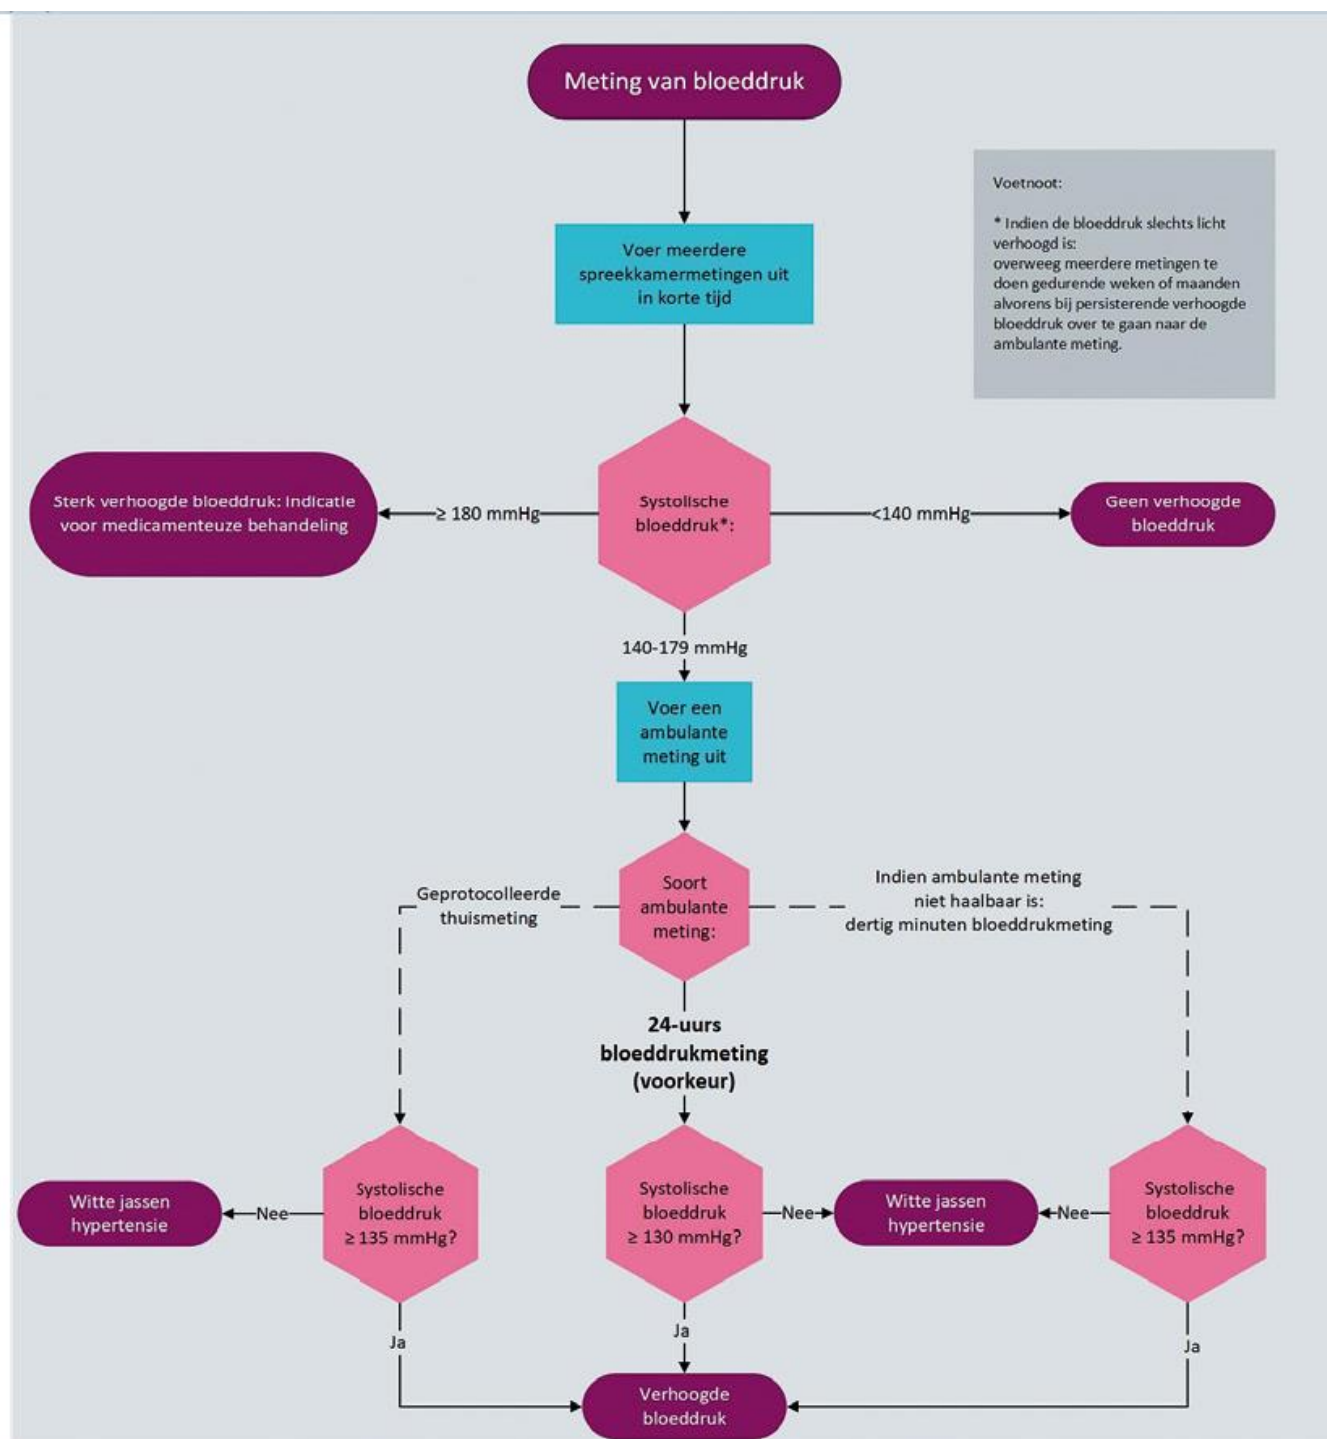 Meting van bloeddruk
Voer meerdere
spreekkamermetingen uit
in korte tijd
Voetnoot:
* Indien de bloeddruk slechts licht
verhoogd is:
overweeg meerdere metingen te
doen gedurende weken of maanden
alvorens bij persisterende verhoogde
bloeddruk over te gaan naar de
ambulante meting.
Sterk verhoogde bloeddruk: indicatie
voor medicamenteuze behandeling
≥ 180 mmHg
Systolische
bloeddruk*:
<140 mmHg
Geen verhoogde
bloeddruk
140-179 mmHg
Voer een
ambulante
meting uit
Geprotocolleerde
thuismeting
Soort
ambulante
meting:
Indien ambulante meting
niet haalbaar is:
dertig minuten bloeddrukmeting
24-uurs
bloeddrukmeting
(voorkeur)
Witte jassen
hypertensie
Nee
Systolische
bloeddruk
≥ 135 mmHg?
Systolische
bloeddruk
≥ 130 mmHg?
Nee
Witte jassen
hypertensie
Nee
Systolische
bloeddruk
≥ 135 mmHg?
Ja
Ja
Ja
Verhoogde
bloeddruk